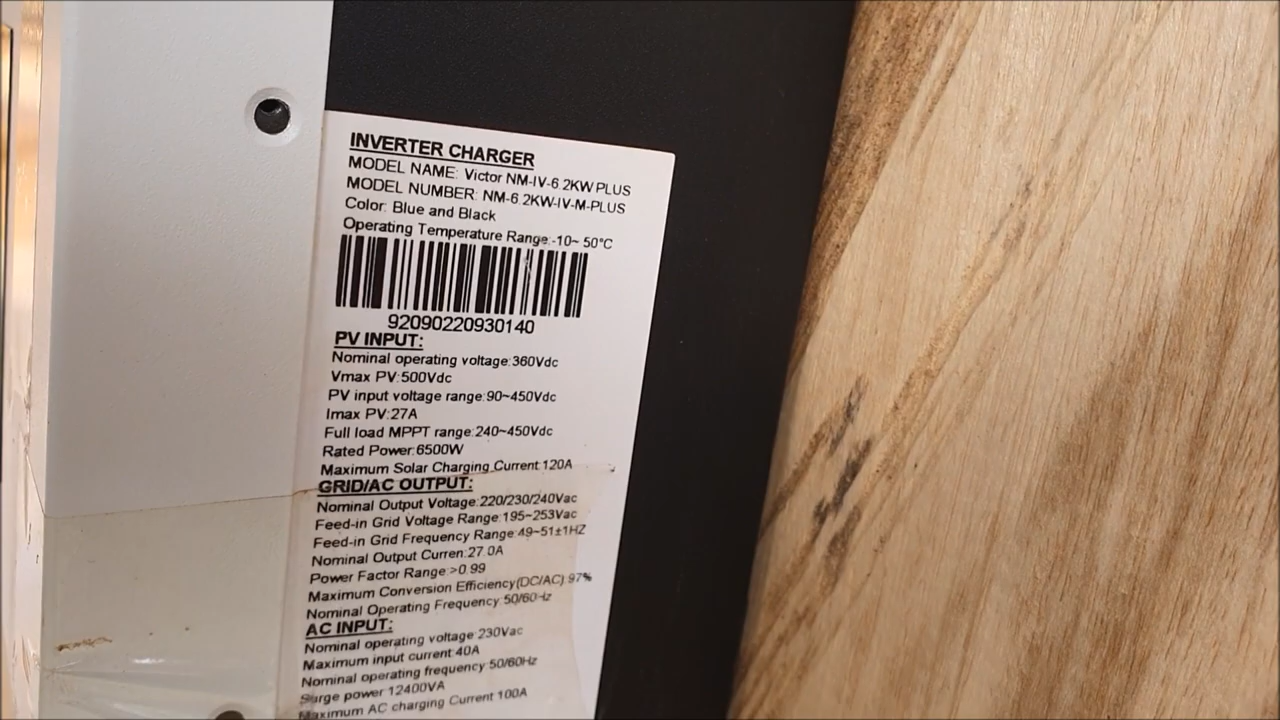 INVERTER CHARGER
MODEL NAME: Victor NM-IV-6.2KW PLUS
MODEL NUMBER: NM-6.2KW-IV-M-PLUS
Color: Blue and Black
Operating Temperature Range:-10~ 50°C
92090220930140
PV INPUT:
Nominal operating voltage:360Vdc
Vmax PV:500Vdc
PV input voltage range:90~450Vdc
Imax PV:27A
Full load MPPT range:240~450Vdc
Rated Power:6500W
Maximum Solar Charging Current:120A
GRID/AC OUTPUT:
Nominal Output Voltage:220/230/240Vac
Feed-in Grid Voltage Range:195~253Vac
Feed-in Grid Frequency Range:49~51±1HZ
Nominal Output Curren:27.0A
Power Factor Range:>0.99
Maximum Conversion Efficiency(DC/AC):97%
Nominal Operating Frequency:50/60Hz
AC INPUT:
Nominal operating voltage:230Vac
Maximum input current:40A
Nominal operating frequency:50/60Hz
Surge power 12400VA
Maximum AC charging Current 100A